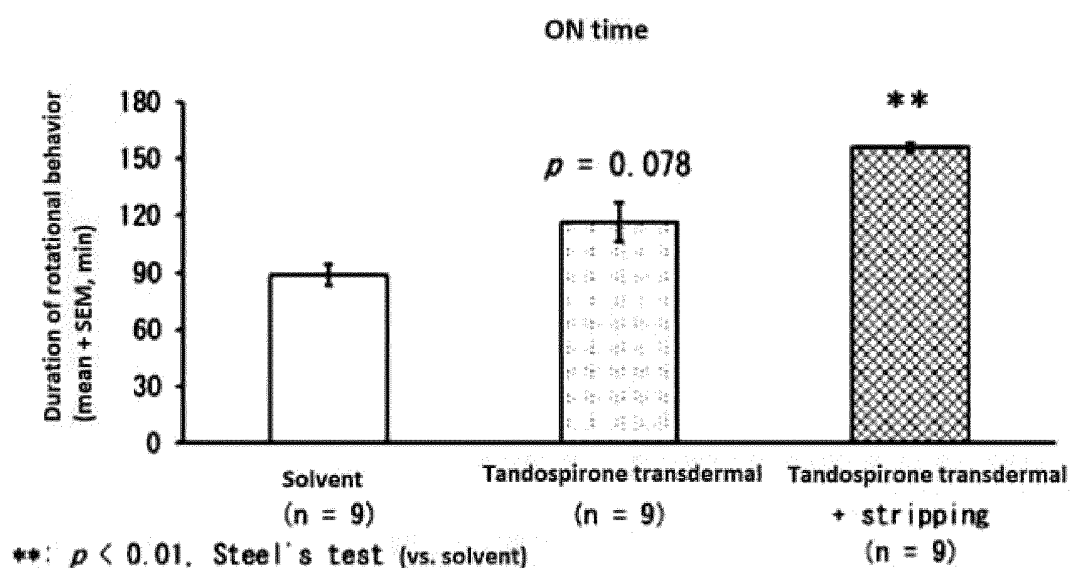 ON time
Duration of rotational behavior
(mean + SEM, min)
180
150
120
90
60
30
0
p = 0.078
**
Solvent
(n = 9)
Tandospirone transdermal
(n = 9)
Tandospirone transdermal
+ stripping
(n = 9)
**: p < 0.01, Steel's test (vs. solvent)